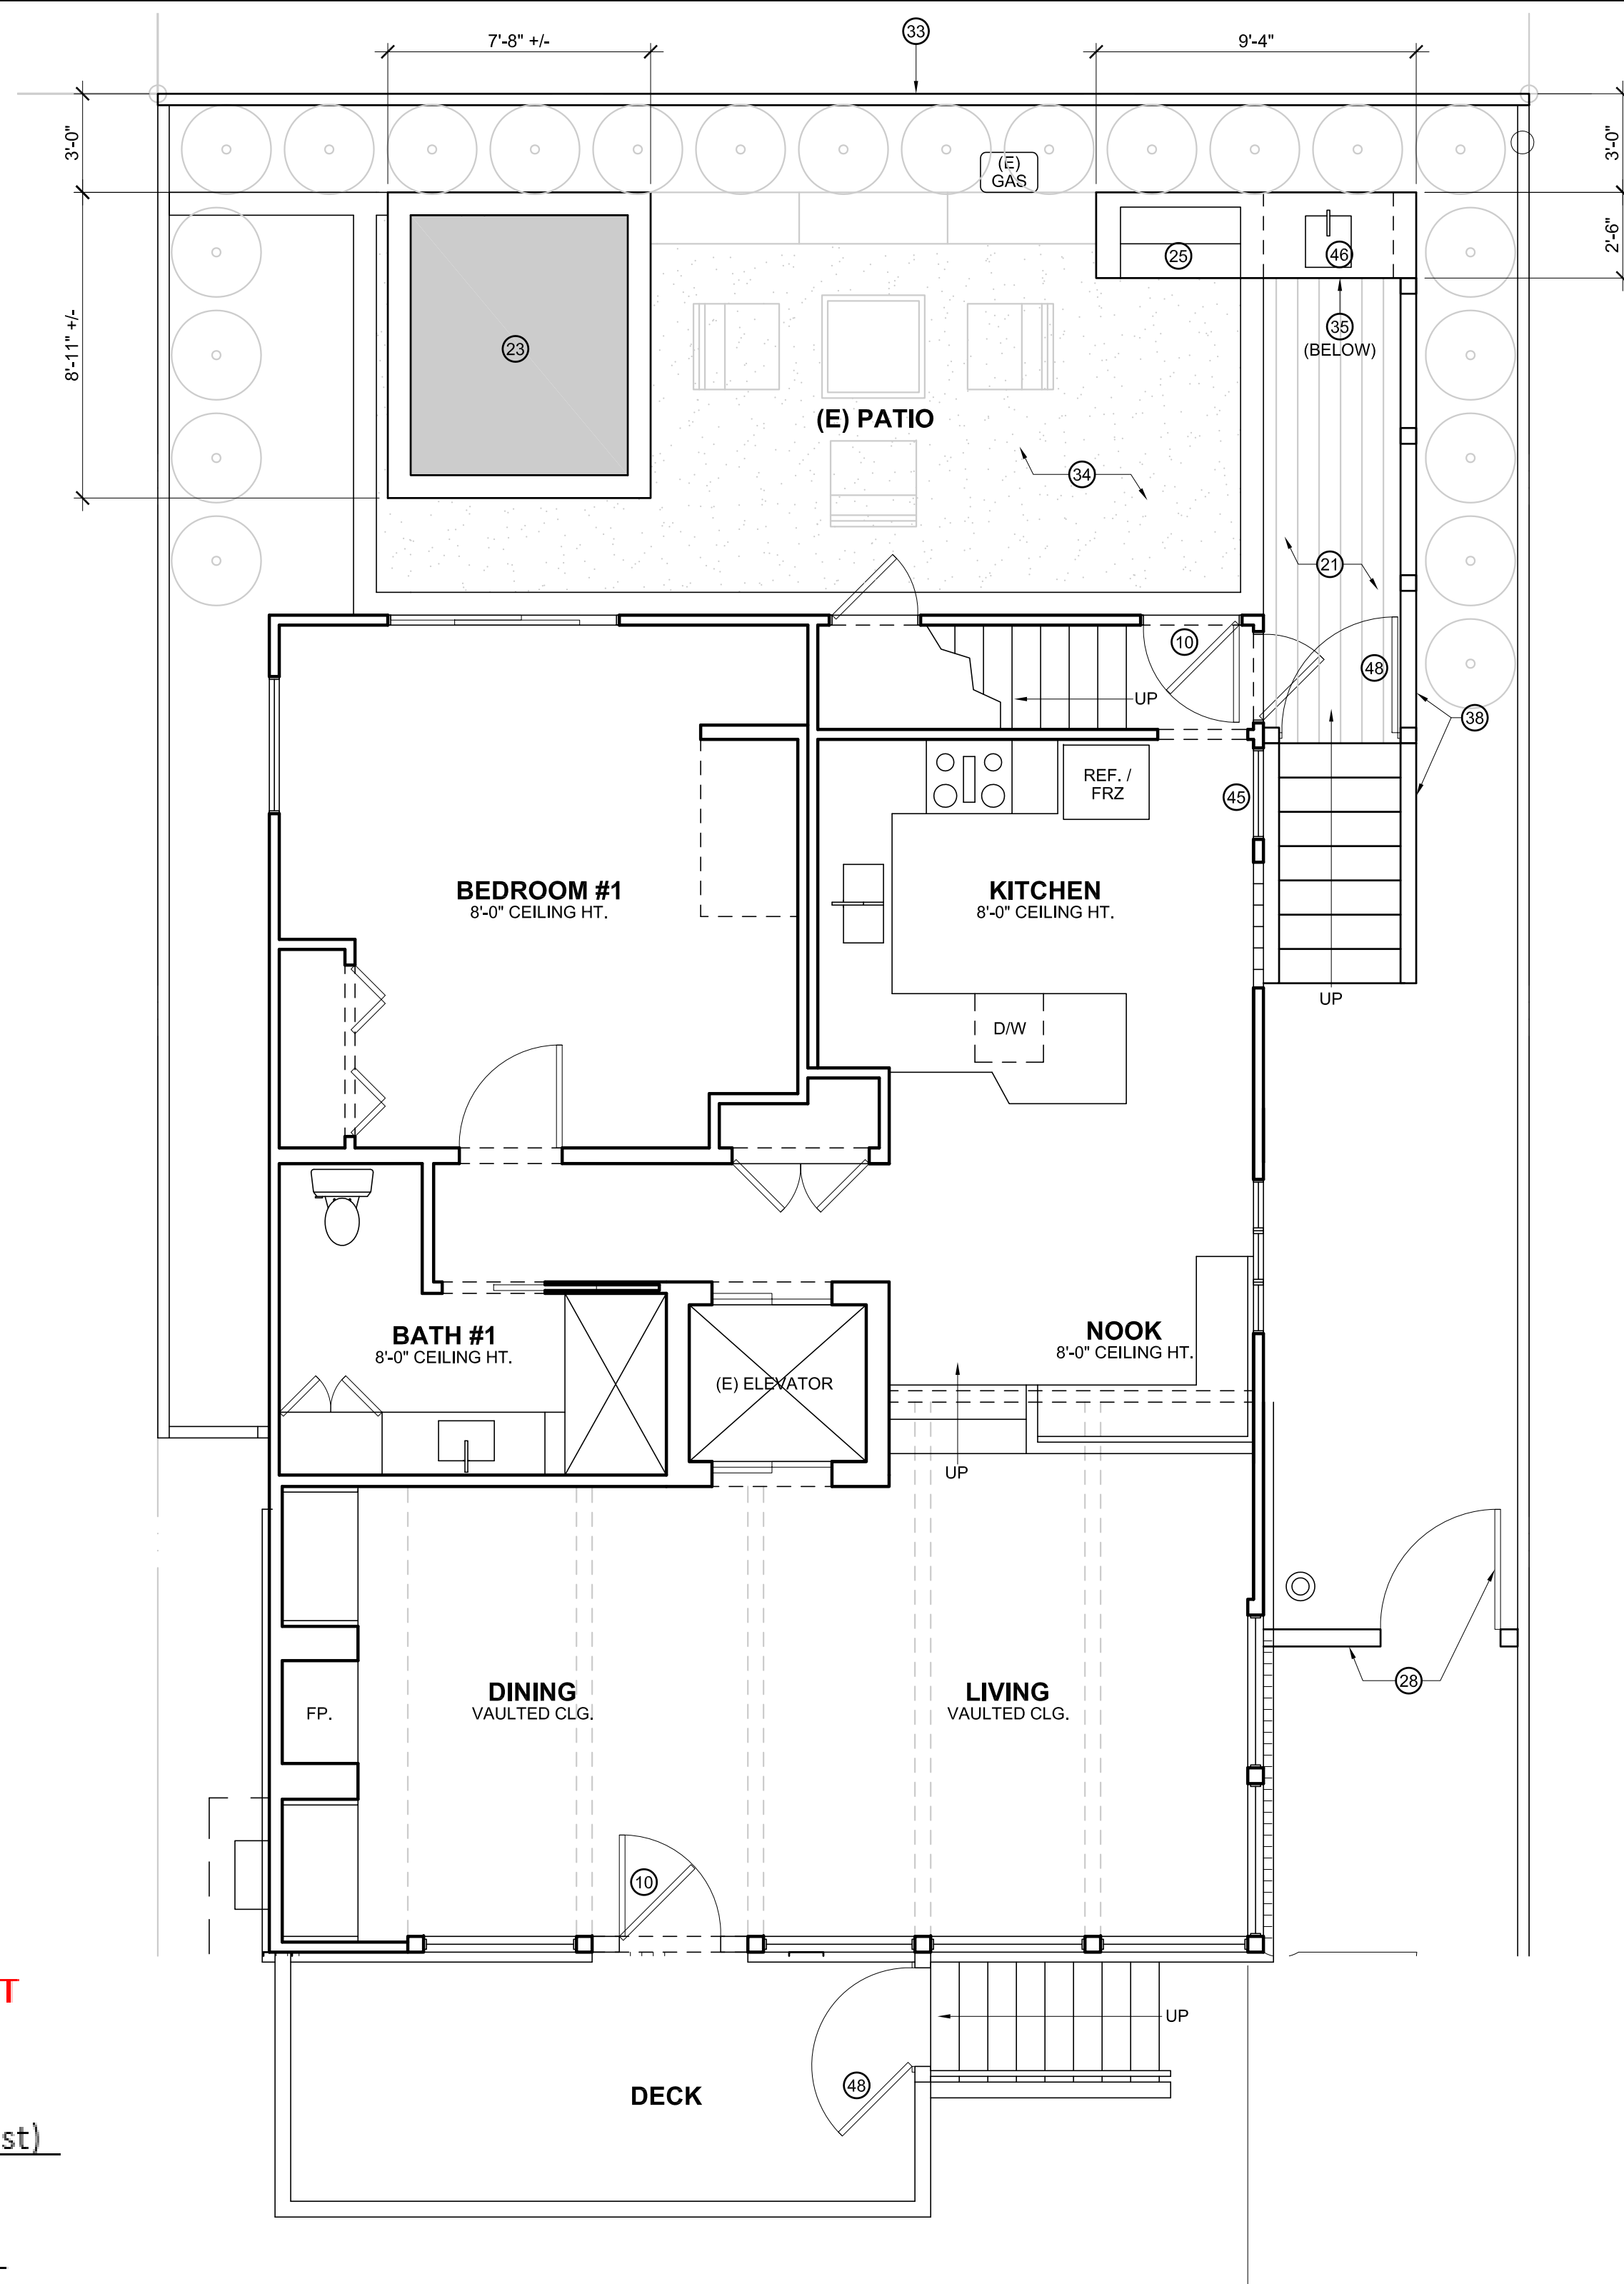 33
7'-8" +/-
9'-4"
3'-0"
3'-0"
(E)
GAS
2'-6"
25
46
8'-11" +/-
23
35
(BELOW)
(E) PATIO
34
21
10
48
UP
38
REF. /
FRZ
45
BEDROOM #1
8'-0" CEILING HT.
KITCHEN
8'-0" CEILING HT.
UP
D/W
BATH #1
8'-0" CEILING HT.
NOOK
8'-0" CEILING HT.
(E) ELEVATOR
UP
28
DINING
VAULTED CLG.
LIVING
VAULTED CLG.
FP.
10
T
UP
48
DECK
st)